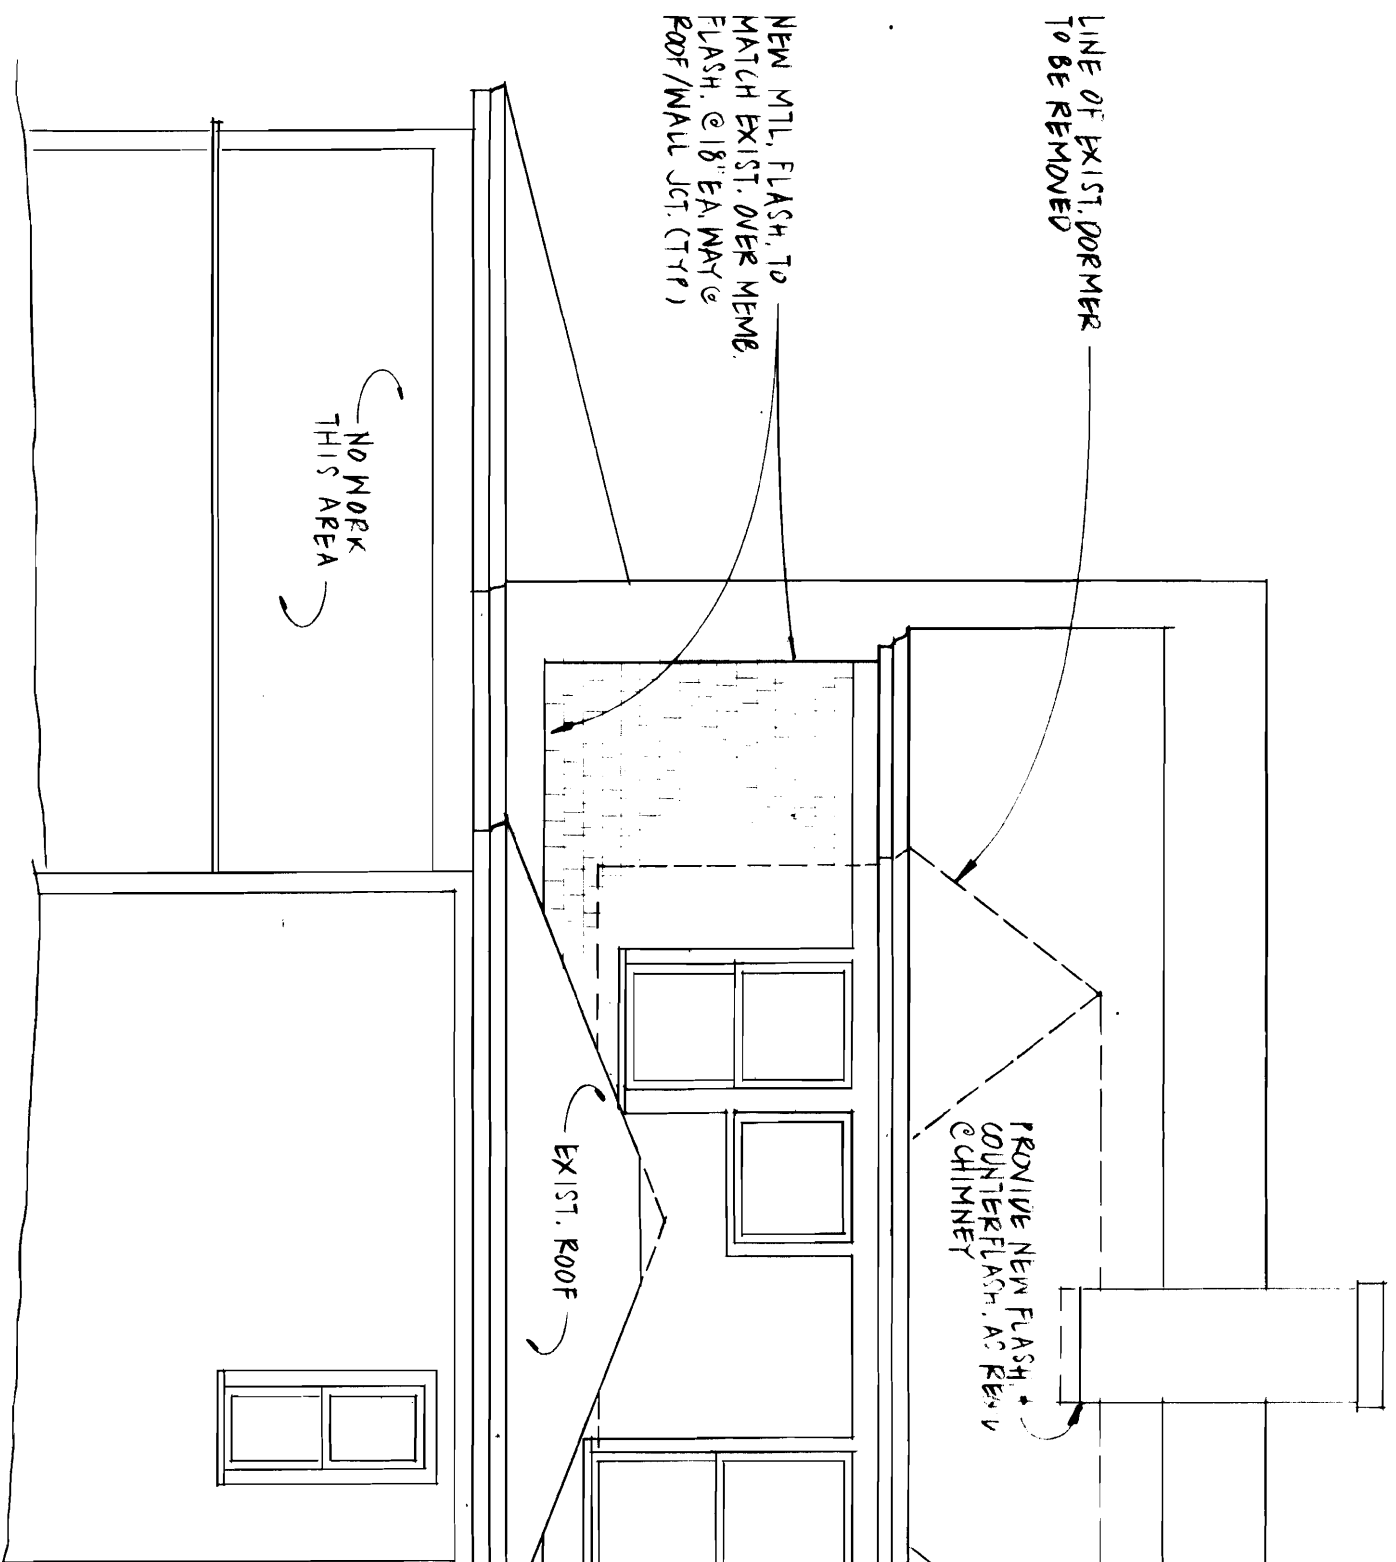 LINE OF EXIST. DORMER
TO BE REMOVED
NEW MTL. FLASH. TO
MATCH EXIST. OVER MEMB.
FLASH. @ 18" EA. WAY @
ROOF/WALL JCT. (TYP)
PROVIDE NEW FLASH. +
COUNTERFLASH. AS REQ'D
@ CHIMNEY
NO WORK
THIS AREA
EXIST. ROOF